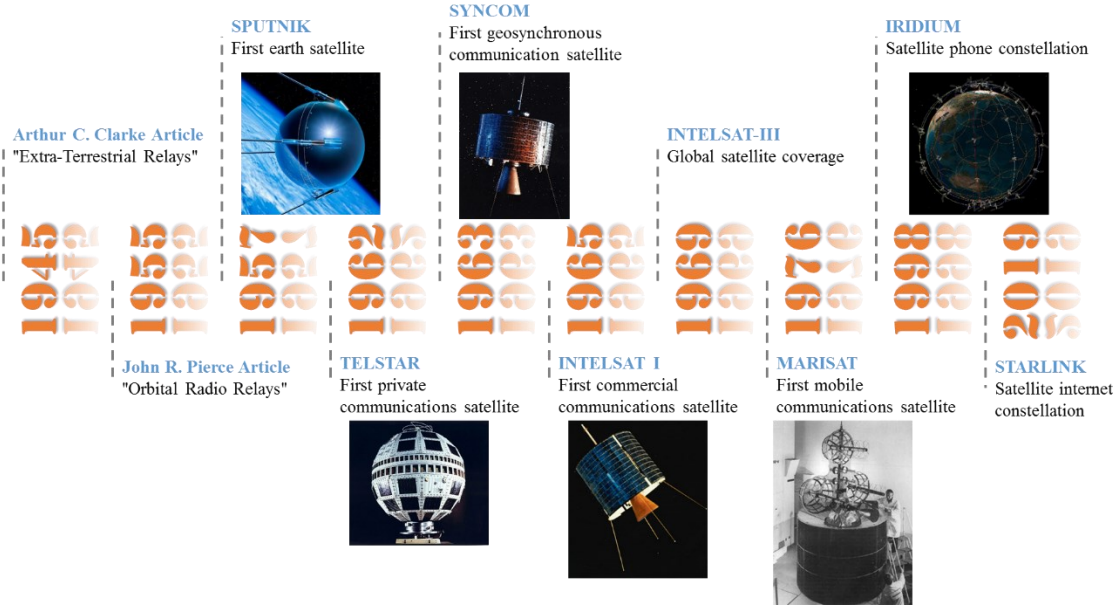 Arthur C. Clarke Article
"Extra-Terrestrial Relays"
1945
John R. Pierce Article
"Orbital Radio Relays"
1955
SPUTNIK
First earth satellite
1957
TELSTAR
First private
communications satellite
1962
SYNCOM
First geosynchronous
communication satellite
1963
INTELSAT I
First commercial
communications satellite
1965
INTELSAT-III
Global satellite coverage
1969
MARISAT
First mobile
communications satellite
1976
IRIDIUM
Satellite phone constellation
1998
STARLINK
Satellite internet
constellation
2019